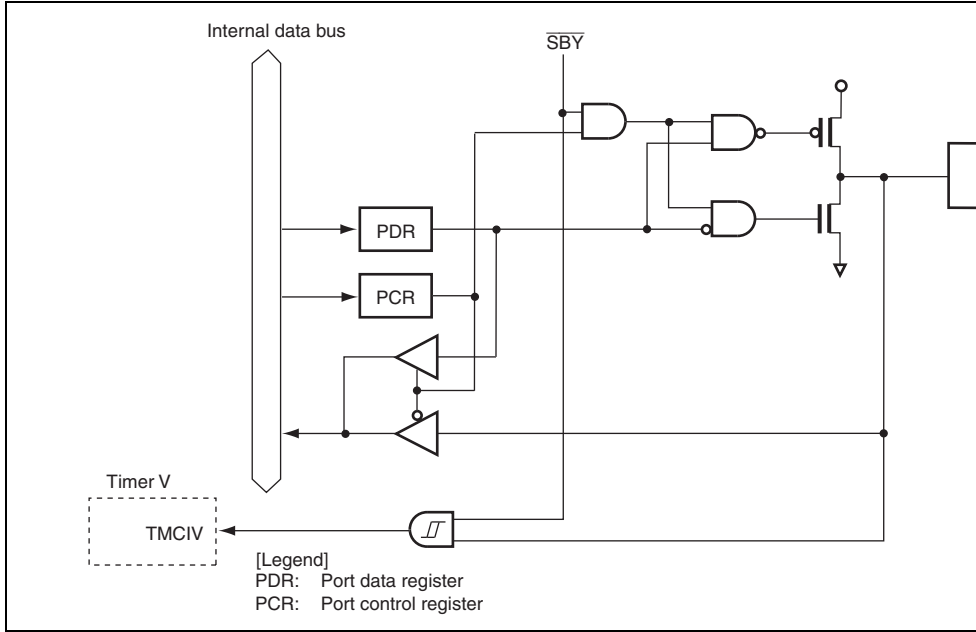 Internal data bus
SBY
PDR
PCR
Timer V
TMCIV
[Legend]
PDR: Port data register
PCR: Port control register